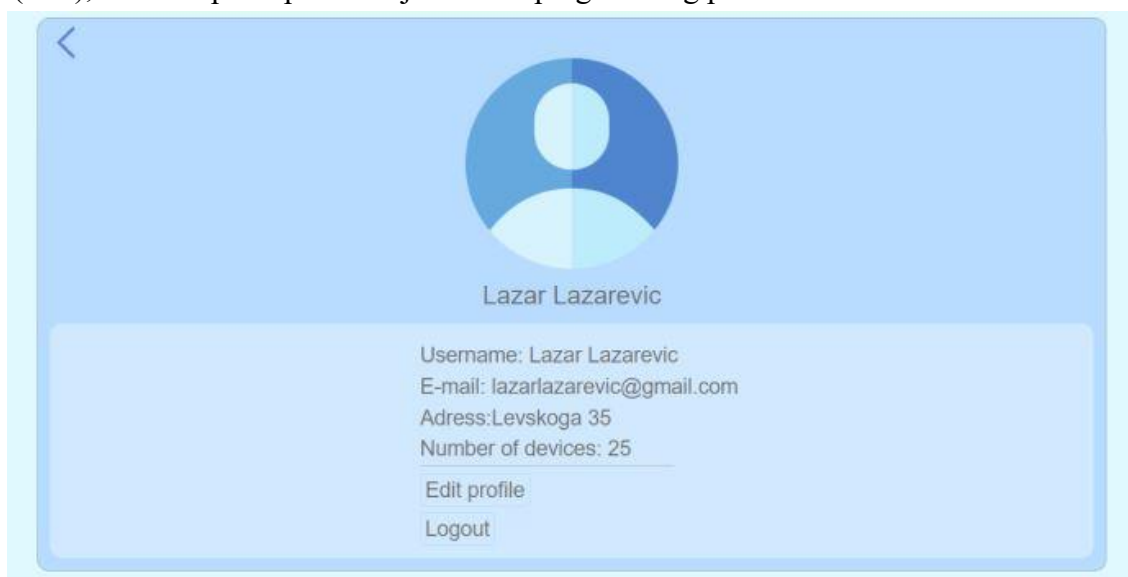 Lazar Lazarevic
Username: Lazar Lazarevic
E-mail: lazarlazarevic@gmail.com
Adress:Levskoga 35
Number of devices: 25
Edit profile
Logout